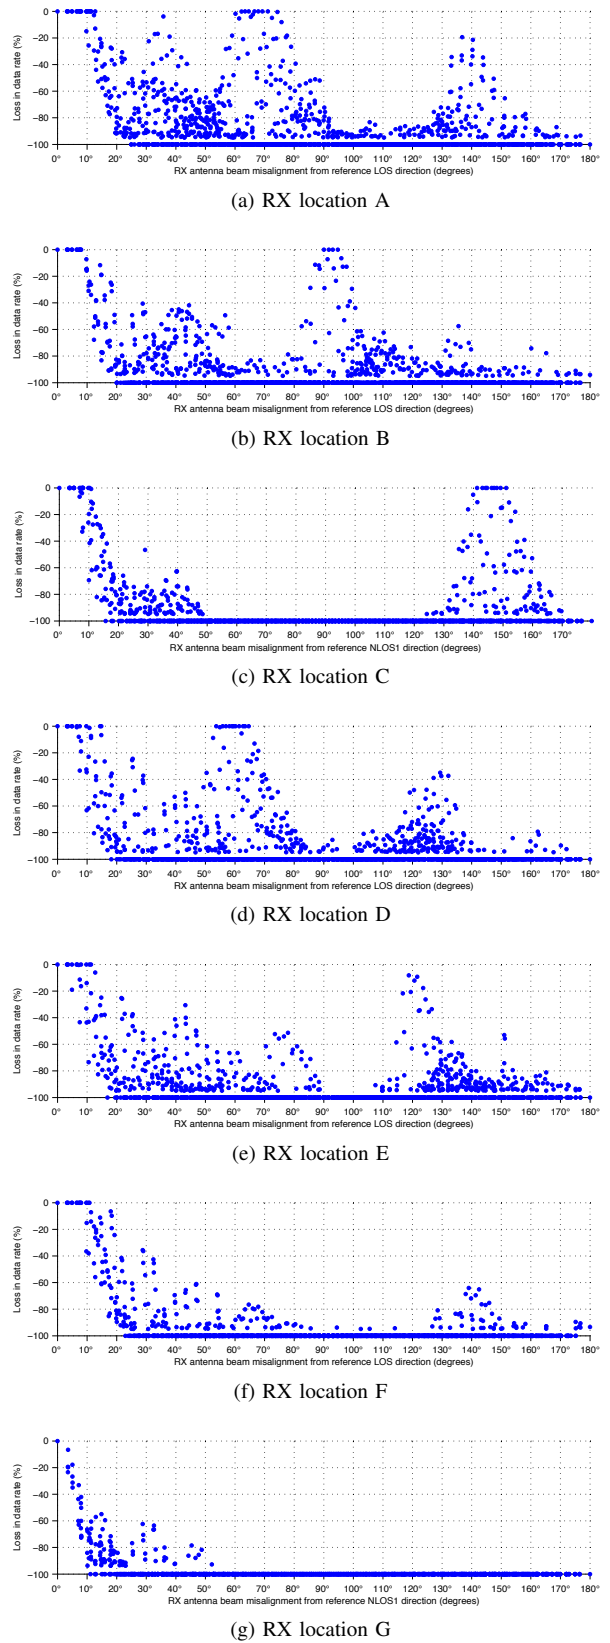 0
−20
−40
−60
−80
−100
Loss in data rate (%)
0° 10° 20° 30° 40° 50° 60° 70° 80° 90° 100° 110° 120° 130° 140° 150° 160° 170° 180°
RX antenna beam misalignment from reference LOS direction (degrees)
(a) RX location A
0
−20
−40
−60
−80
−100
Loss in data rate (%)
0° 10° 20° 30° 40° 50° 60° 70° 80° 90° 100° 110° 120° 130° 140° 150° 160° 170° 180°
RX antenna beam misalignment from reference LOS direction (degrees)
(b) RX location B
0
−20
−40
−60
−80
−100
Loss in data rate (%)
0° 10° 20° 30° 40° 50° 60° 70° 80° 90° 100° 110° 120° 130° 140° 150° 160° 170°
RX antenna beam misalignment from reference NLOS1 direction (degrees)
(c) RX location C
0
−20
−40
−60
−80
−100
Loss in data rate (%)
0° 10° 20° 30° 40° 50° 60° 70° 80° 90° 100° 110° 120° 130° 140° 150° 160° 170° 180°
RX antenna beam misalignment from reference LOS direction (degrees)
(d) RX location D
0
−20
−40
−60
−80
−100
Loss in data rate (%)
0° 10° 20° 30° 40° 50° 60° 70° 80° 90° 100° 110° 120° 130° 140° 150° 160° 170° 180°
RX antenna beam misalignment from reference LOS direction (degrees)
(e) RX location E
0
−20
−40
−60
−80
−100
Loss in data rate (%)
0° 10° 20° 30° 40° 50° 60° 70° 80° 90° 100° 110° 120° 130° 140° 150° 160° 170° 180°
RX antenna beam misalignment from reference LOS direction (degrees)
(f) RX location F
0
−20
−40
−60
−80
−100
Loss in data rate (%)
0° 10° 20° 30° 40° 50° 60° 70° 80° 90° 100° 110° 120° 130° 140° 150° 160° 170° 180°
RX antenna beam misalignment from reference NLOS1 direction (degrees)
(g) RX location G